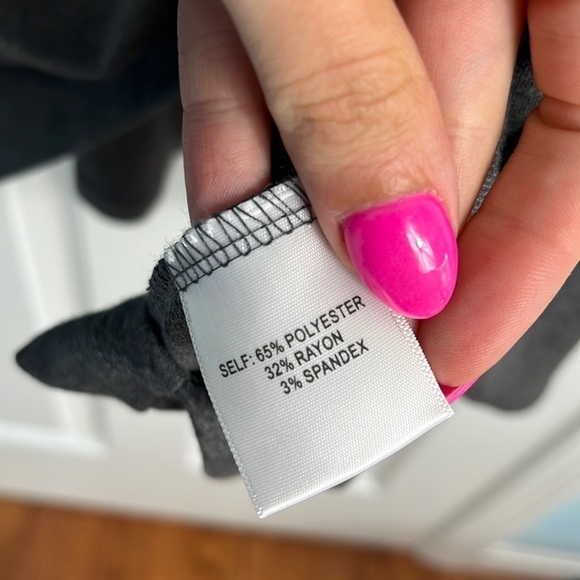 SELF: 65% POLYESTER
32% RAYON
3% SPANDEX